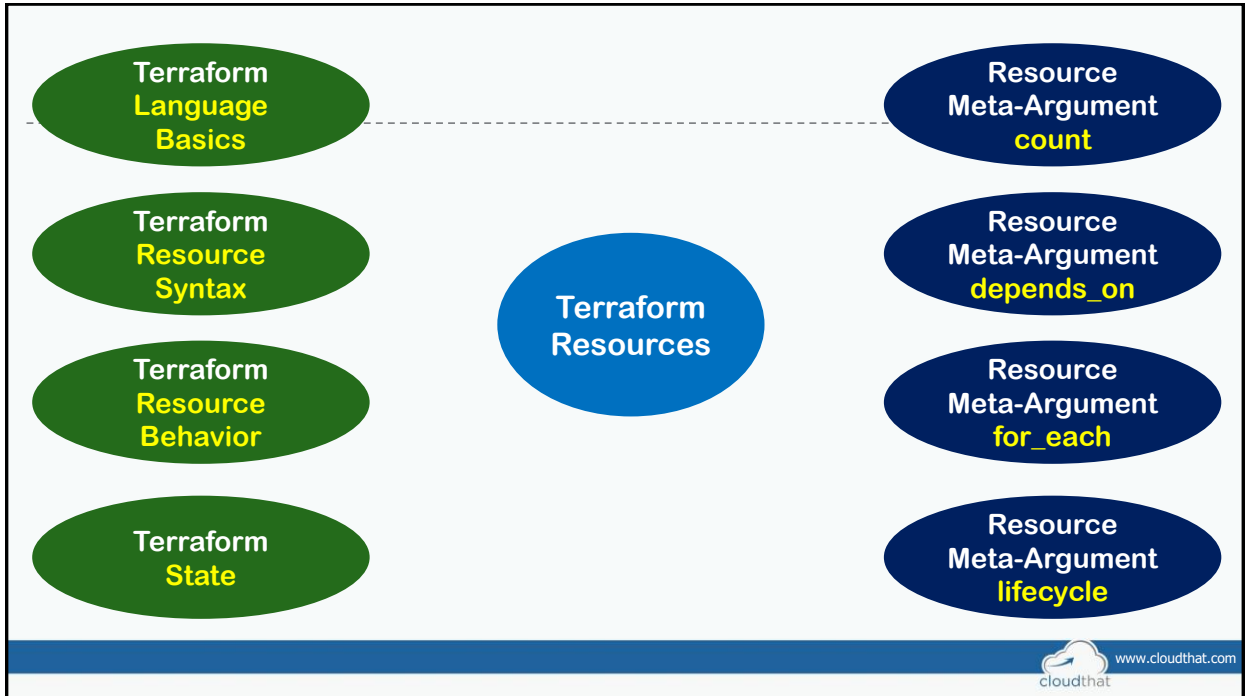 Terraform
Language
Basics
Terraform
Resource
Syntax
Terraform
Resource
Behavior
Terraform
State
Terraform
Resources
Resource
Meta-Argument
count
Resource
Meta-Argument
depends_on
Resource
Meta-Argument
for_each
Resource
Meta-Argument
lifecycle
cloudthat
www.cloudthat.com